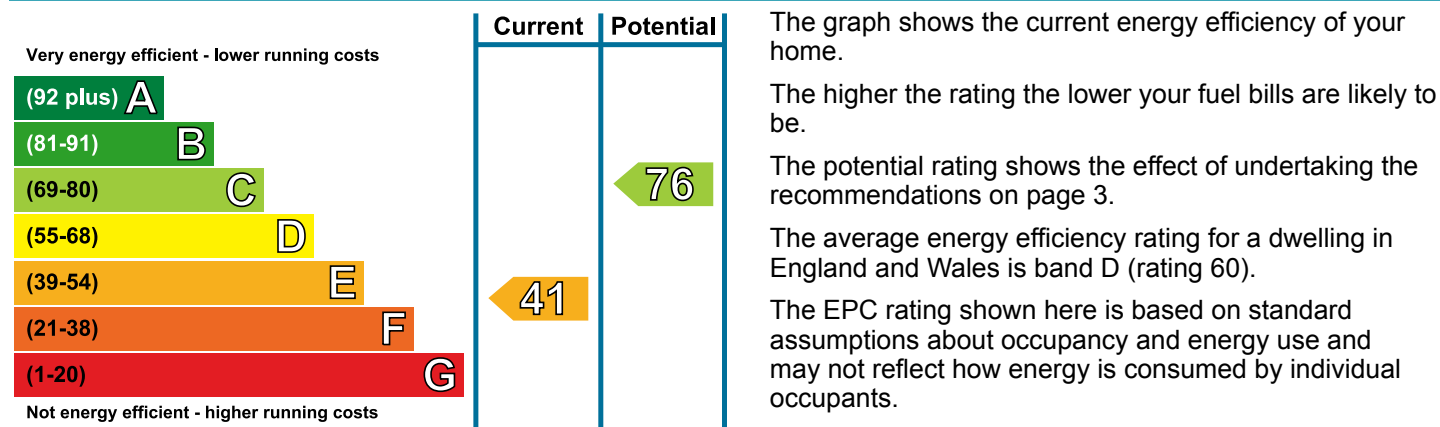 Current Potential
Very energy efficient - lower running costs
(92 plus) A
(81-91) B
(69-80) C
76
(55-68) D
(39-54) E
41
(21-38) F
(1-20) G
Not energy efficient - higher running costs
The graph shows the current energy efficiency of your
home.
The higher the rating the lower your fuel bills are likely to
be.
The potential rating shows the effect of undertaking the
recommendations on page 3.
The average energy efficiency rating for a dwelling in
England and Wales is band D (rating 60).
The EPC rating shown here is based on standard
assumptions about occupancy and energy use and
may not reflect how energy is consumed by individual
occupants.